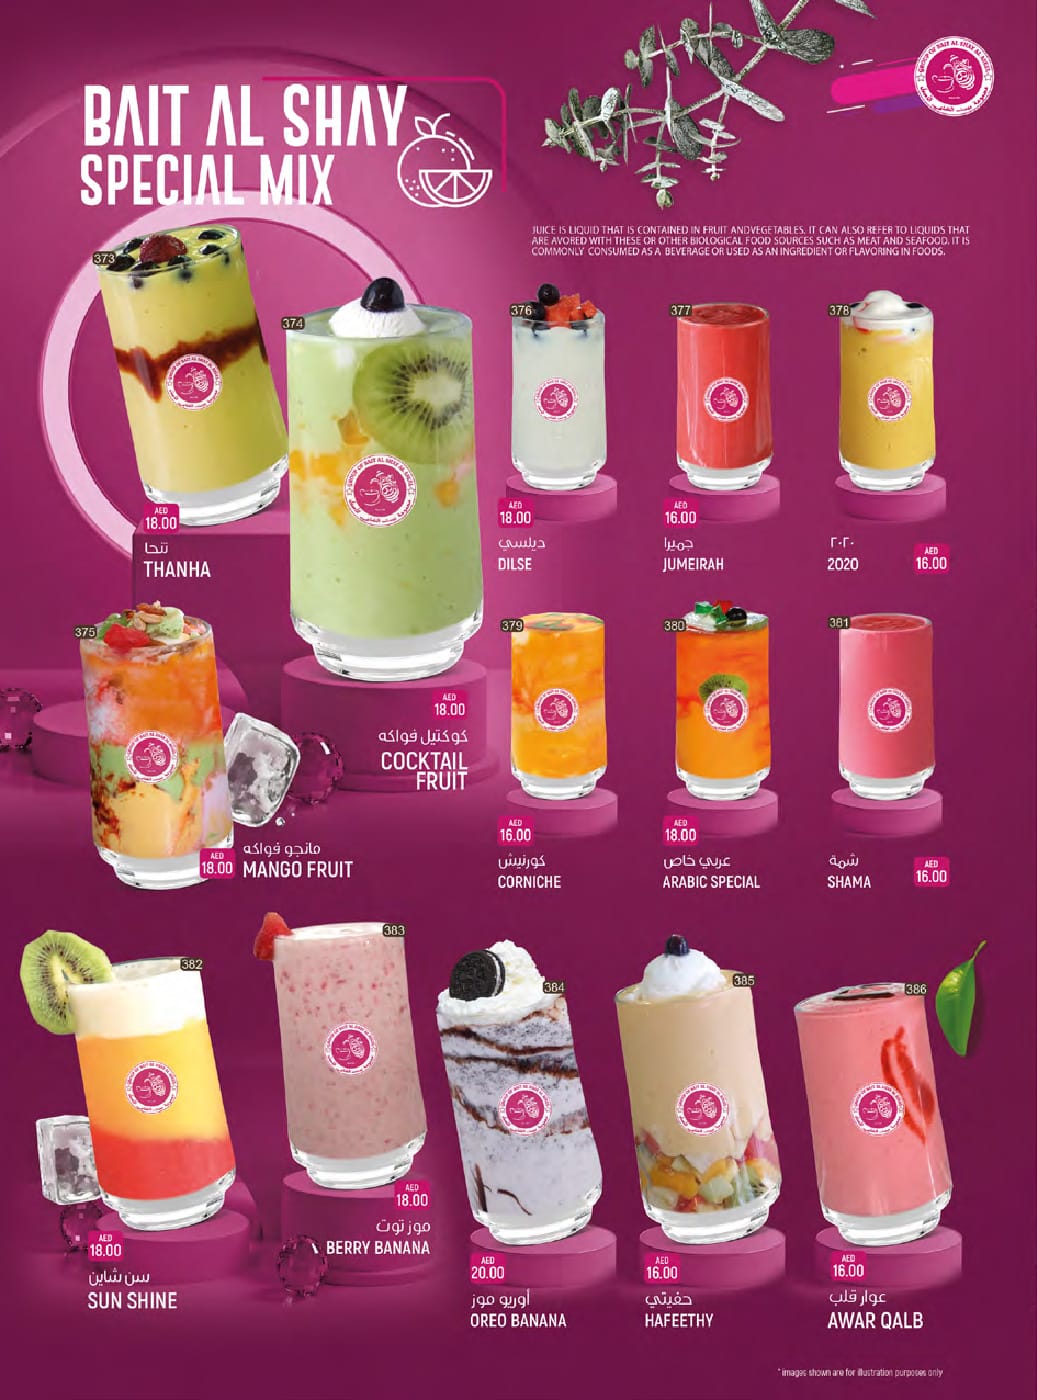 BAIT AL SHAY
SPECIAL MIX
JUICE IS LIQUID THAT IS CONTAINED IN FRUIT ANDVEGETABLES. IT CAN ALSO REFER TO LIQUIDS THAT
ARE AVORED WITH THESE OR OTHER BIOLOGICAL FOOD SOURCES SUCH AS MEAT AND SEAFOOD. IT IS
COMMONLY CONSUMED AS A BEVERAGE OR USED AS AN INGREDIENT OR FLAVORING IN FOODS.
373
AED
18.00
تنحا
THANHA
374
AED
18.00
كوكتيل فواكه
COCKTAIL
FRUIT
375
AED
18.00
مانجو فواكه
MANGO FRUIT
376
AED
18.00
ديلسي
DILSE
377
AED
16.00
جميرا
JUMEIRAH
378
٢٠٢٠
2020
AED
16.00
379
AED
16.00
كورنيش
CORNICHE
380
AED
18.00
عربي خاص
ARABIC SPECIAL
381
شمة
SHAMA
AED
16.00
382
AED
18.00
سن شاين
SUN SHINE
383
AED
18.00
موز توت
BERRY BANANA
384
AED
20.00
أوريو موز
OREO BANANA
385
AED
16.00
حفيتي
HAFEETHY
386
AED
16.00
عوار قلب
AWAR QALB
* images shown are for illustration purposes only